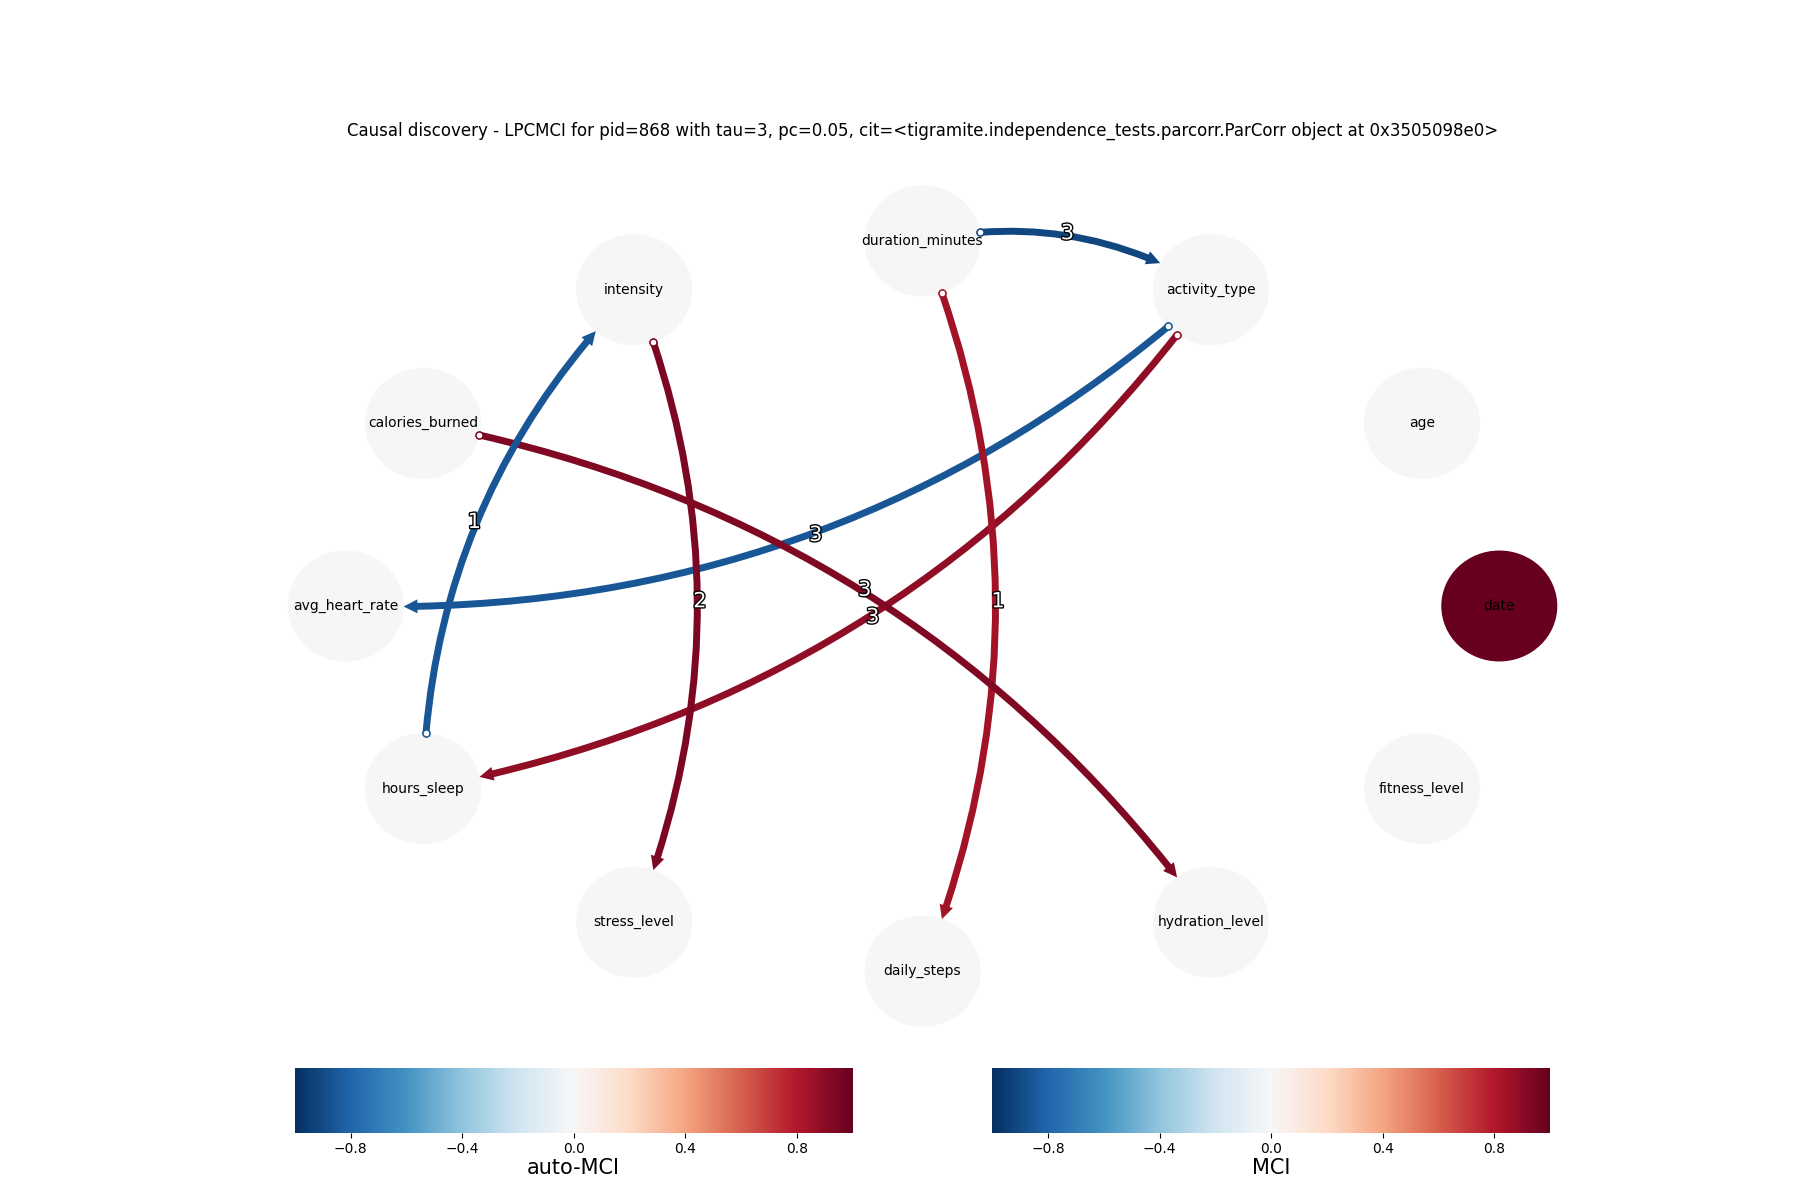 Causal discovery - LPCMCI for pid=868 with tau=3, pc=0.05, cit=<tigramite.independence_tests.parcorr.ParCorr object at 0x3505098e0>
duration_minutes
3
intensity
activity_type
calories_burned
age
1
3
3
2
1
3
avg_heart_rate
date
hours_sleep
fitness_level
stress_level
hydration_level
daily_steps
−0.8 −0.4 0.0 0.4 0.8
auto-MCI
−0.8 −0.4 0.0 0.4 0.8
MCI